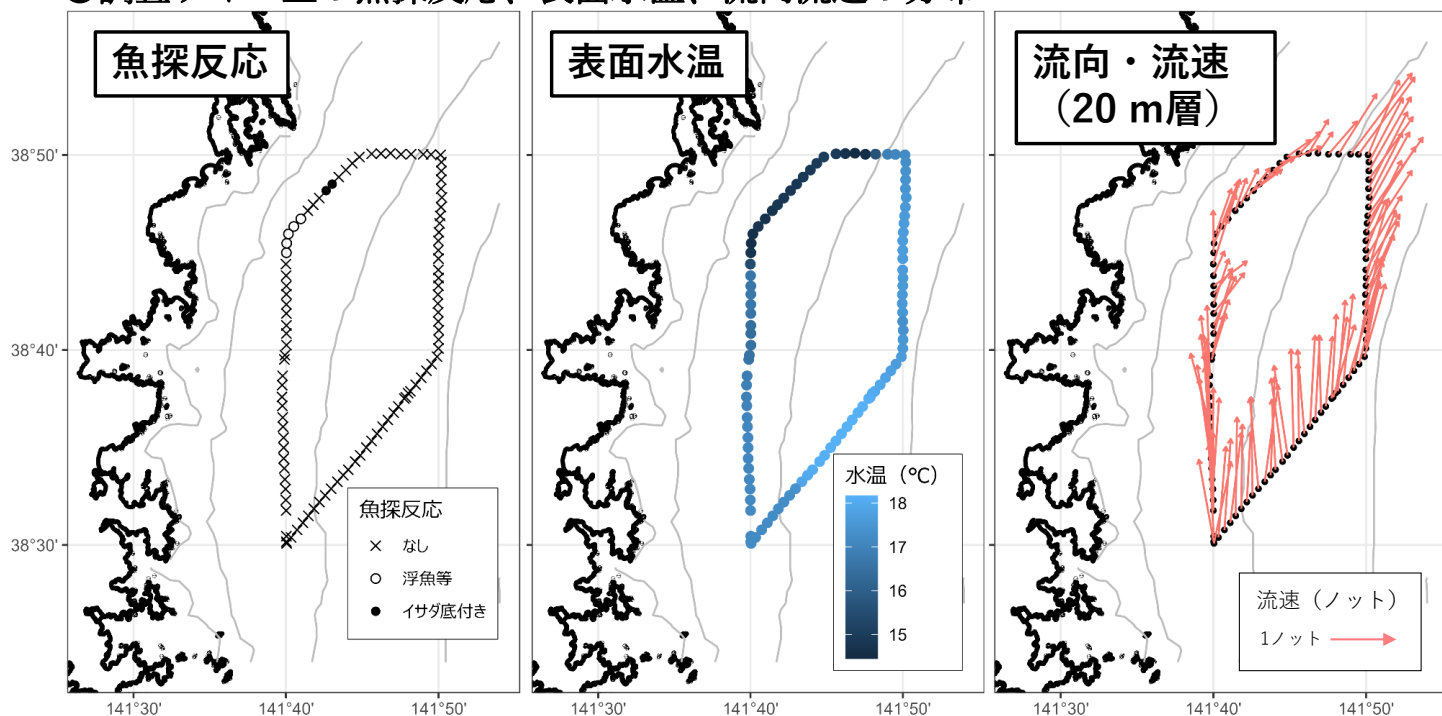 魚探反応
表面水温
流向・流速
（20 m層）
38°50'
38°40'
38°30'
魚探反応
× なし
○ 浮魚等
● イサダ底付き
水温（℃）
18
17
16
15
流速（ノット）
1ノット
141°30' 141°40' 141°50'
141°30' 141°40' 141°50'
141°30' 141°40' 141°50'